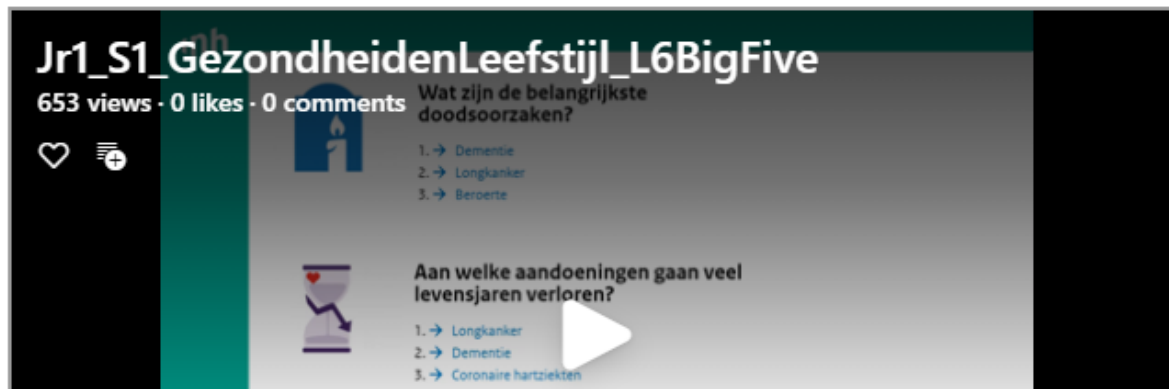 Jr1_S1_GezondheidenLeefstijl_L6BigFive
653 views · 0 likes · 0 comments
Wat zijn de belangrijkste
doodsoorzaken?
1. → Dementie
2. → Longkanker
3. → Beroerte
Aan welke aandoeningen gaan veel
levensjaren verloren?
1. → Longkanker
2. → Dementie
3. → Coronaire hartziekten